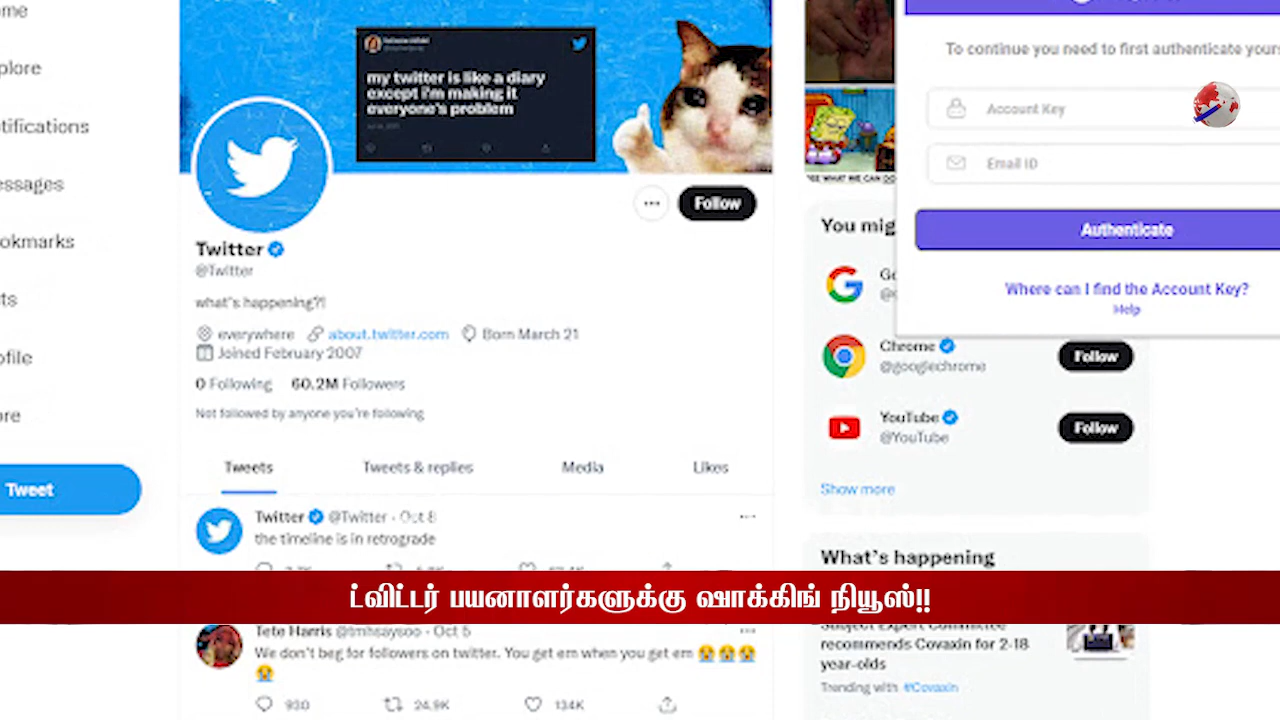 plore
tifications
essages
okmarks
ts
ofile
ore
Tweet
my twitter is like a diary
except i'm making it
everyone's problem
Follow
Twitter
@Twitter
what's happening?!
everywhere about.twitter.com Born March 21
Joined February 2007
0 Following 60.2M Followers
Not followed by anyone you're following
Tweets Tweets & replies Media Likes
Twitter @Twitter · Oct 8
the timeline is in retrograde
Tete Harris @tmhsaysoo · Oct 5
We don't beg for followers on twitter. You get em when you get em 😭😭😭
😭
930 24.9K 134K
To continue you need to first authenticate yours
Account Key
Email ID
Authenticate
Where can I find the Account Key?
Help
You mig
Chrome
@googlechrome
Follow
YouTube
@YouTube
Follow
Show more
What's happening
Subject Expert Committee
recommends Covaxin for 2-18
year-olds
Trending with #Covaxin
ட்விட்டர் பயனாளர்களுக்கு ஷாக்கிங் நியூஸ்!!